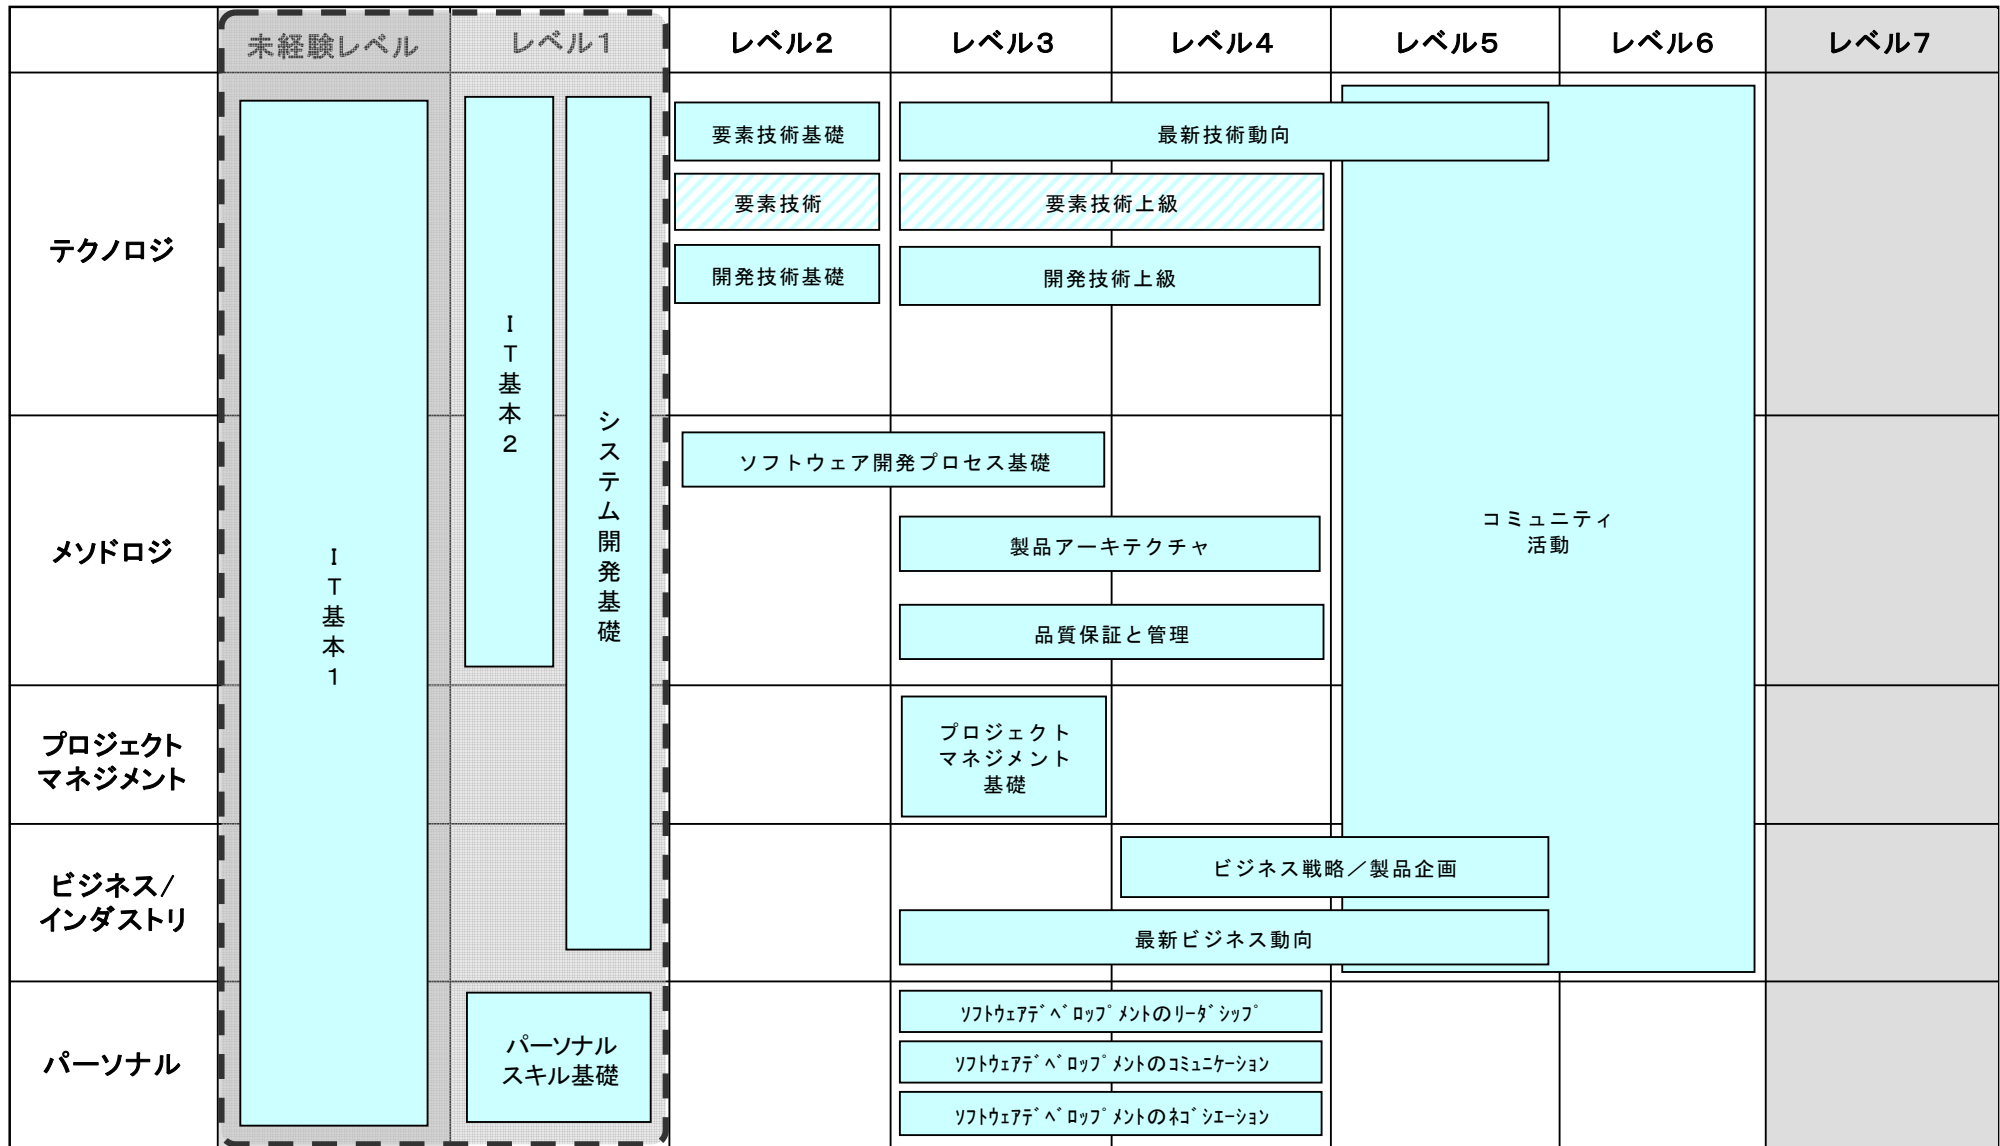 未経験レベル
レベル1
レベル2
レベル3
レベル4
レベル5
レベル6
レベル7
テクノロジ
メソドロジ
プロジェクト
マネジメント
ビジネス/
インダストリ
パーソナル
IT基本1
IT基本2
システム開発基礎
パーソナル
スキル基礎
要素技術基礎
最新技術動向
要素技術
要素技術上級
開発技術基礎
開発技術上級
ソフトウェア開発プロセス基礎
製品アーキテクチャ
品質保証と管理
プロジェクト
マネジメント
基礎
コミュニティ
活動
ビジネス戦略/製品企画
最新ビジネス動向
ソフトウェアデベロップメントのリーダシップ
ソフトウェアデベロップメントのコミュニケーション
ソフトウェアデベロップメントのネゴシエーション